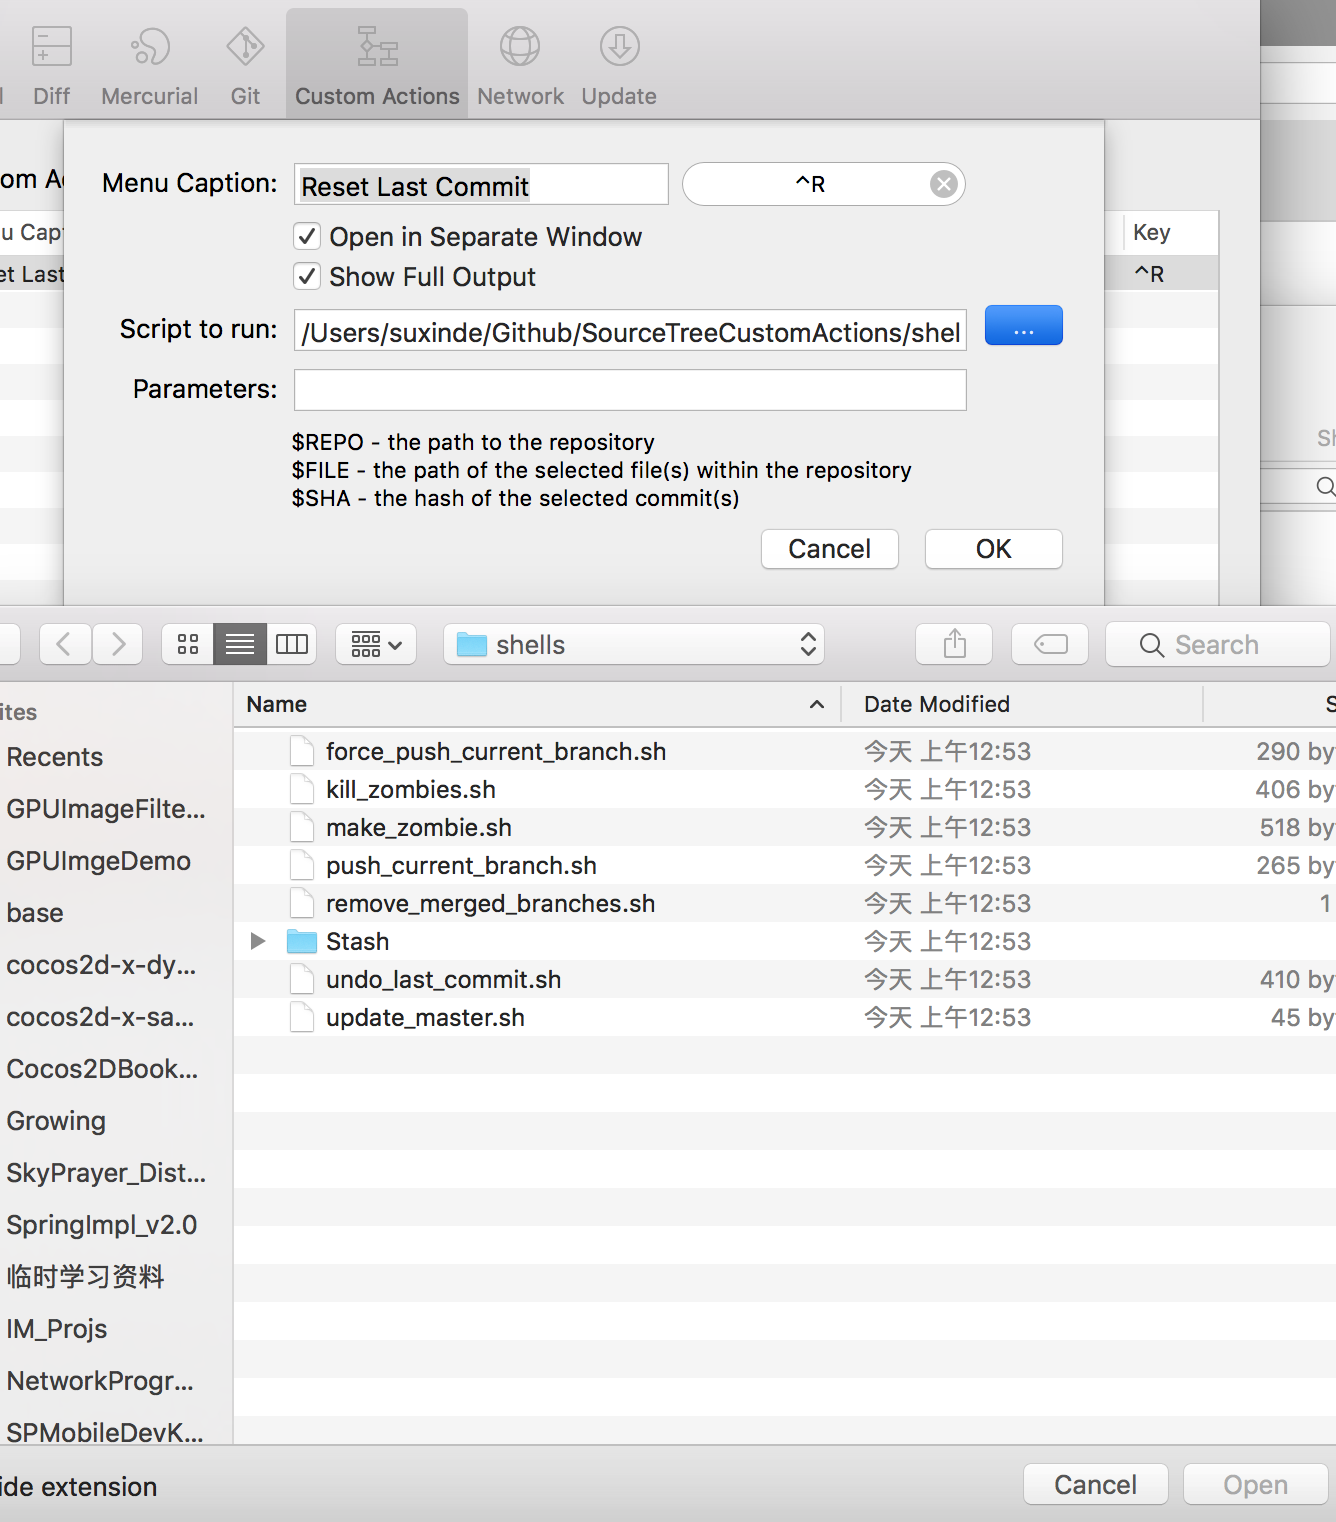 Diff Mercurial Git Custom Actions Network Update
Menu Caption: Reset Last Commit ^R
Open in Separate Window
Show Full Output
Script to run: /Users/suxinde/Github/SourceTreeCustomActions/shel ...
Parameters:
$REPO - the path to the repository
$FILE - the path of the selected file(s) within the repository
$SHA - the hash of the selected commit(s)
Cancel OK
om Ac
u Capt
et Last
Key
^R
Sh
shells
Search
ites
Recents
GPUImageFilte...
GPUImgeDemo
base
cocos2d-x-dy...
cocos2d-x-sa...
Cocos2DBook...
Growing
SkyPrayer_Dist...
SpringImpl_v2.0
临时学习资料
IM_Projs
NetworkProgr...
SPMobileDevK...
Name Date Modified S
force_push_current_branch.sh 今天 上午12:53 290 by
kill_zombies.sh 今天 上午12:53 406 by
make_zombie.sh 今天 上午12:53 518 by
push_current_branch.sh 今天 上午12:53 265 by
remove_merged_branches.sh 今天 上午12:53 1
Stash 今天 上午12:53
undo_last_commit.sh 今天 上午12:53 410 by
update_master.sh 今天 上午12:53 45 by
ide extension
Cancel Open